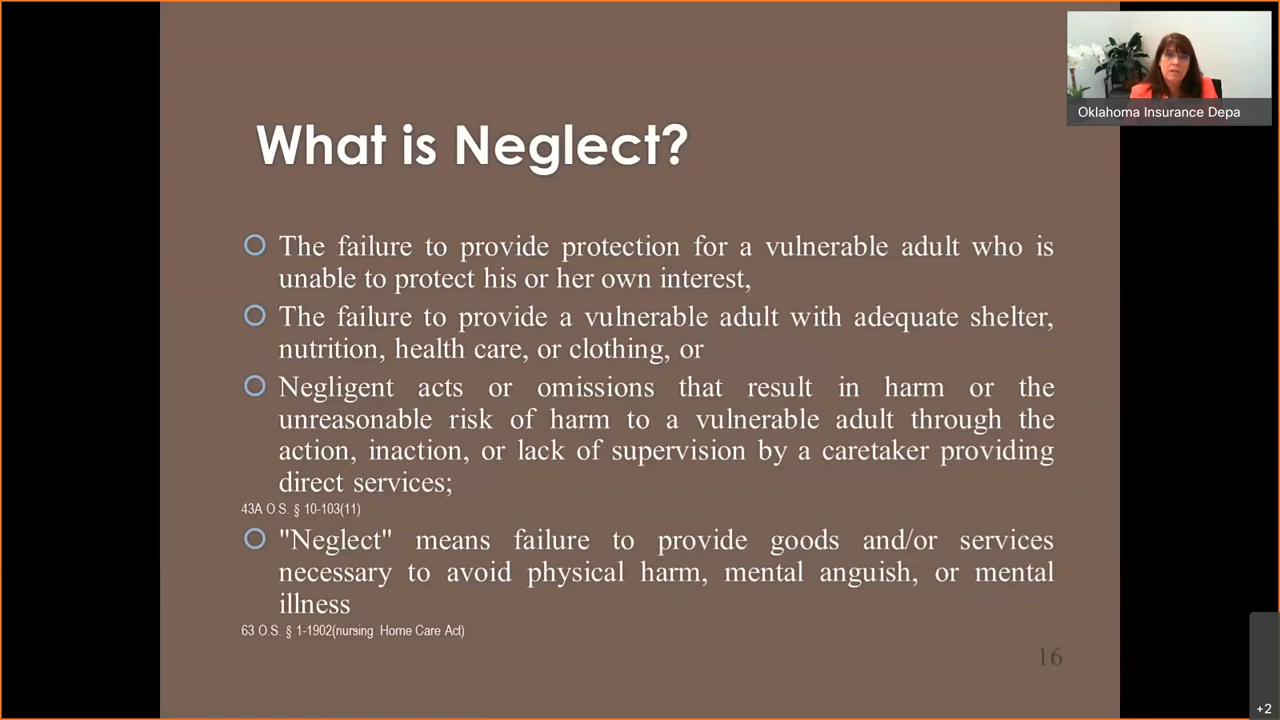 Oklahoma Insurance Depa
What is Neglect?
The failure to provide protection for a vulnerable adult who is
unable to protect his or her own interest,
The failure to provide a vulnerable adult with adequate shelter,
nutrition, health care, or clothing, or
Negligent acts or omissions that result in harm or the
unreasonable risk of harm to a vulnerable adult through the
action, inaction, or lack of supervision by a caretaker providing
direct services;
43A O.S. § 10-103(11)
"Neglect" means failure to provide goods and/or services
necessary to avoid physical harm, mental anguish, or mental
illness
63 O.S. § 1-1902(nursing Home Care Act)
16
+2